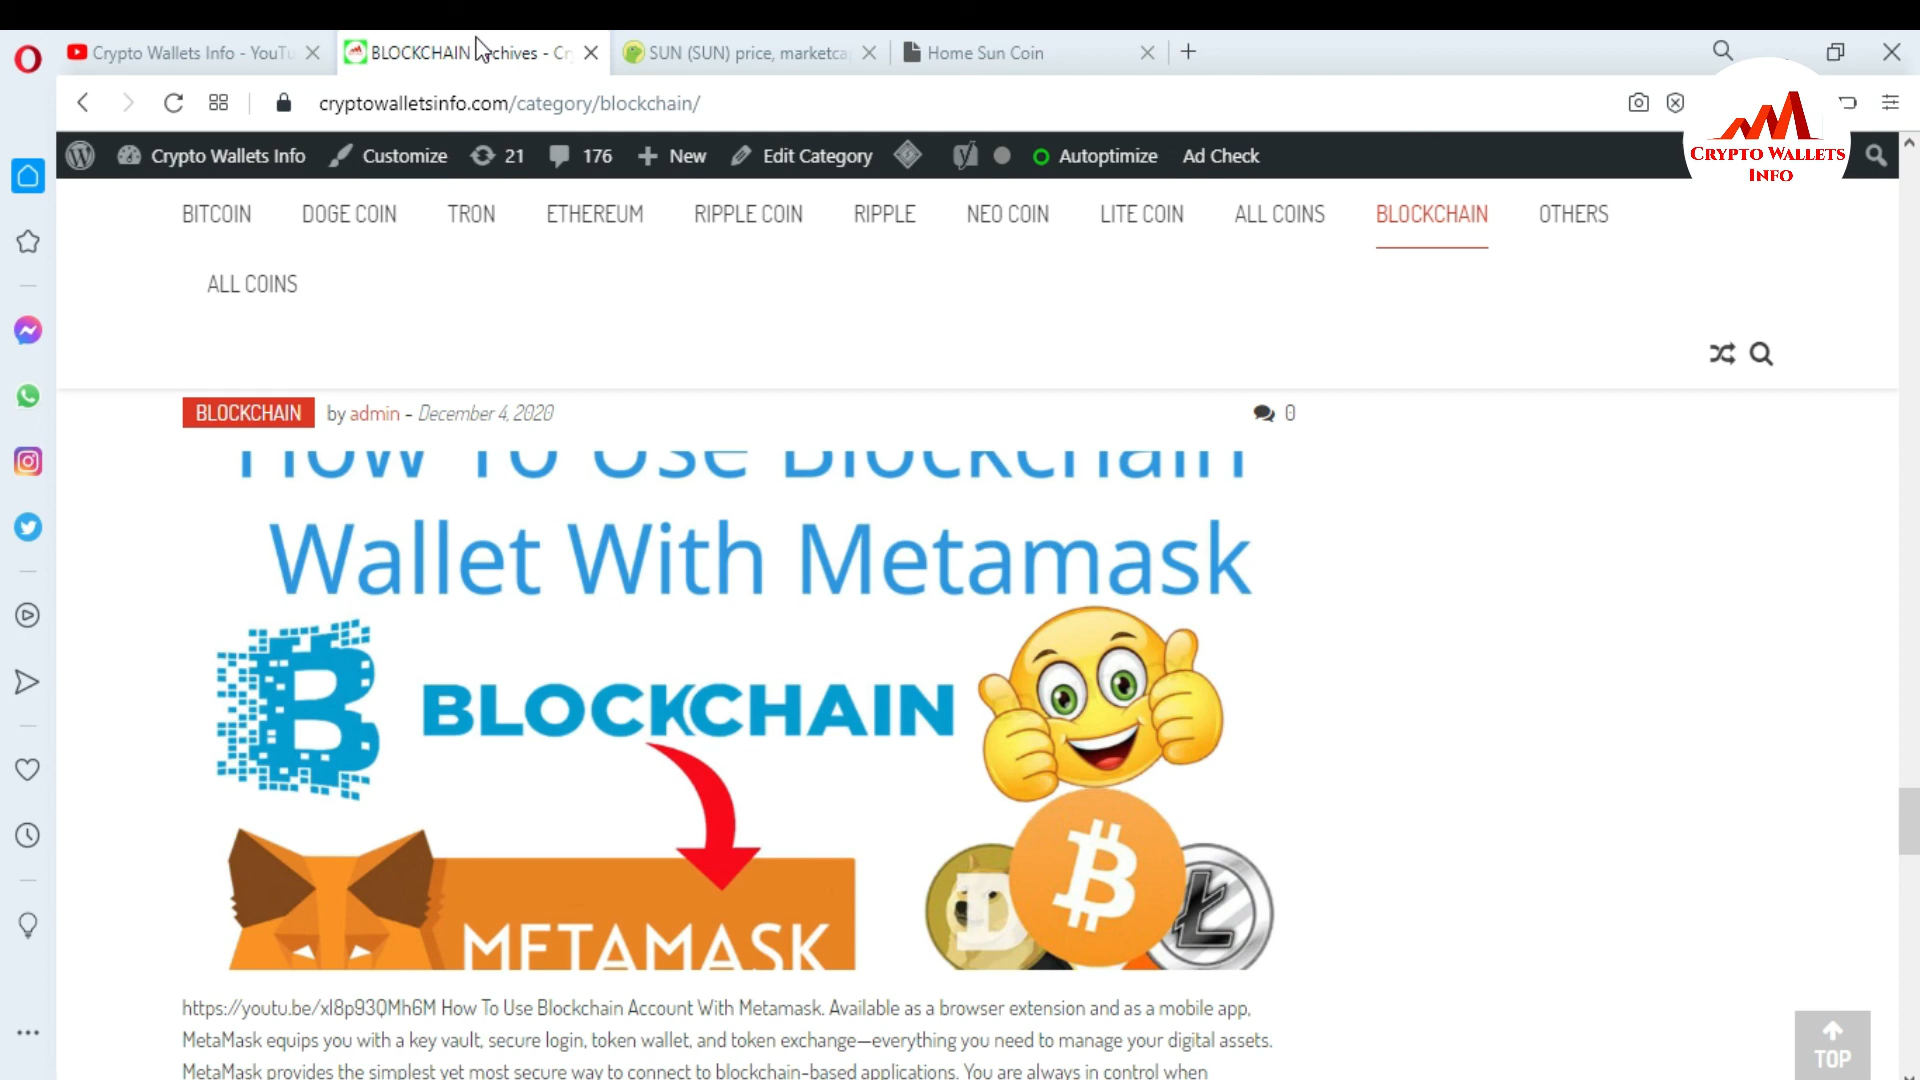 Crypto Wallets Info - YouTu
BLOCKCHAIN
chives - Cr
SUN (SUN) price, marketca
Home Sun Coin
cryptowalletsinfo.com/category/blockchain/
Crypto Wallets Info
Customize
21
176
New
Edit Category
Autoptimize
Ad Check
CRYPTO WALLETS
INFO
BITCOIN
DOGE COIN
TRON
ETHEREUM
RIPPLE COIN
RIPPLE
NEO COIN
LITE COIN
ALL COINS
BLOCKCHAIN
OTHERS
ALL COINS
BLOCKCHAIN by admin - December 4, 2020
0
How To Use Blockchain
Wallet With Metamask
BLOCKCHAIN
METAMASK
https://youtu.be/xl8p93QMh6M How To Use Blockchain Account With Metamask. Available as a browser extension and as a mobile app,
MetaMask equips you with a key vault, secure login, token wallet, and token exchange—everything you need to manage your digital assets.
MetaMask provides the simplest yet most secure way to connect to blockchain-based applications. You are always in control when
TOP